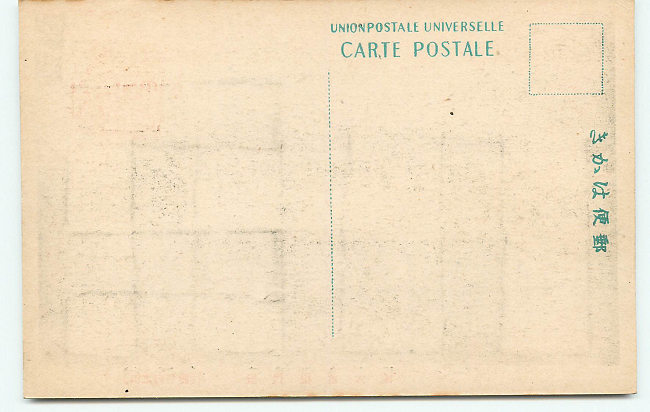 UNION POSTALE UNIVERSELLE
CARTE POSTALE
郵便はかき